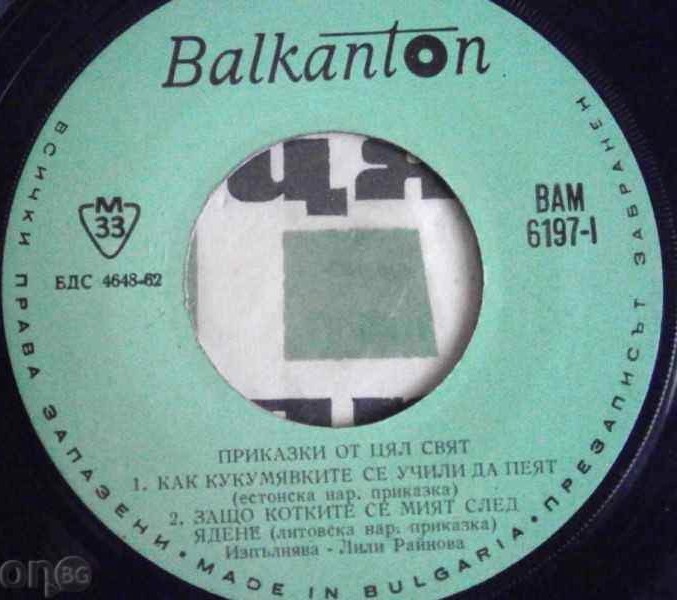 Balkanton
ВСИЧКИ ПРАВА ЗАПАЗЕНИ • MADE IN BULGARIA • ПРЕЗАПИСЪТ ЗАБРАНЕН
M
33
БДС 4648-62
ВАМ
6197-I
ПРИКАЗКИ ОТ ЦЯЛ СВЯТ
1. КАК КУКУМЯВКИТЕ СЕ УЧИЛИ ДА ПЕЯТ
(естонска нар. приказка)
2. ЗАЩО КОТКИТЕ СЕ МИЯТ СЛЕД
ЯДЕНЕ (литовска нар. приказка)
Изпълнява - Лили Райнова
BG